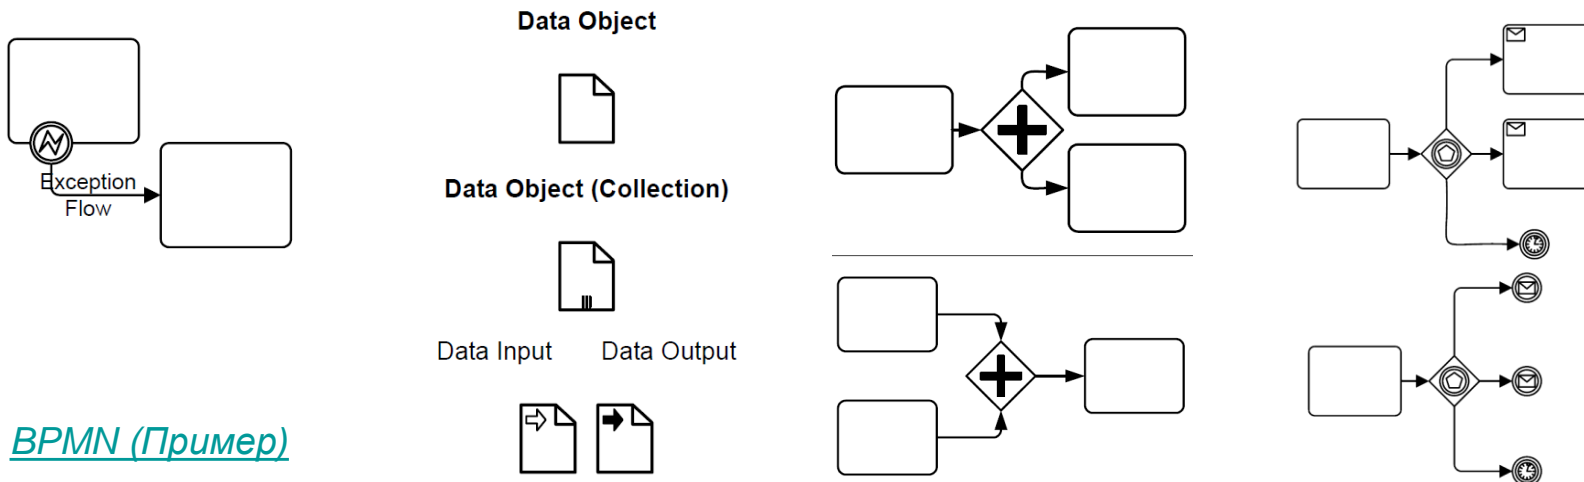 Exception
Flow
BPMN (Пример)
Data Object
Data Object (Collection)
Data Input
Data Output